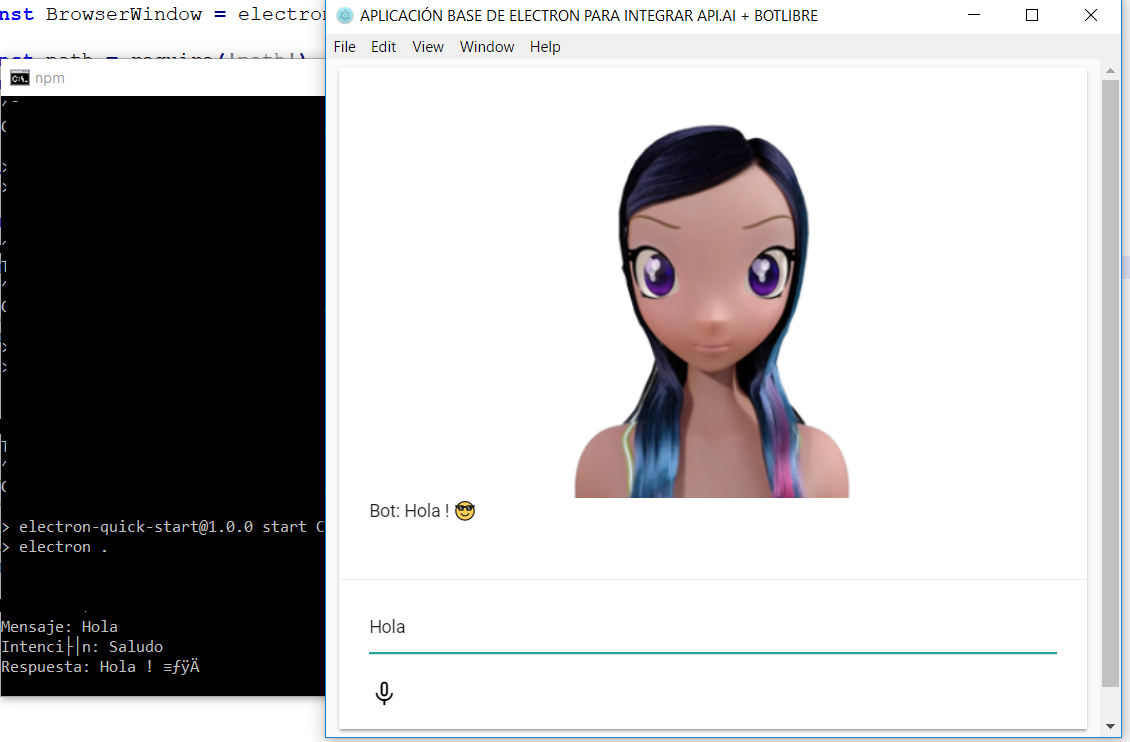 nst BrowserWindow = electron
APLICACIÓN BASE DE ELECTRON PARA INTEGRAR API.AI + BOTLIBRE
File Edit View Window Help
npm
Bot: Hola ! 😎
Hola
> electron-quick-start@1.0.0 start C
> electron .
Mensaje: Hola
Intenci├│n: Saludo
Respuesta: Hola ! ≡ƒÿÄ